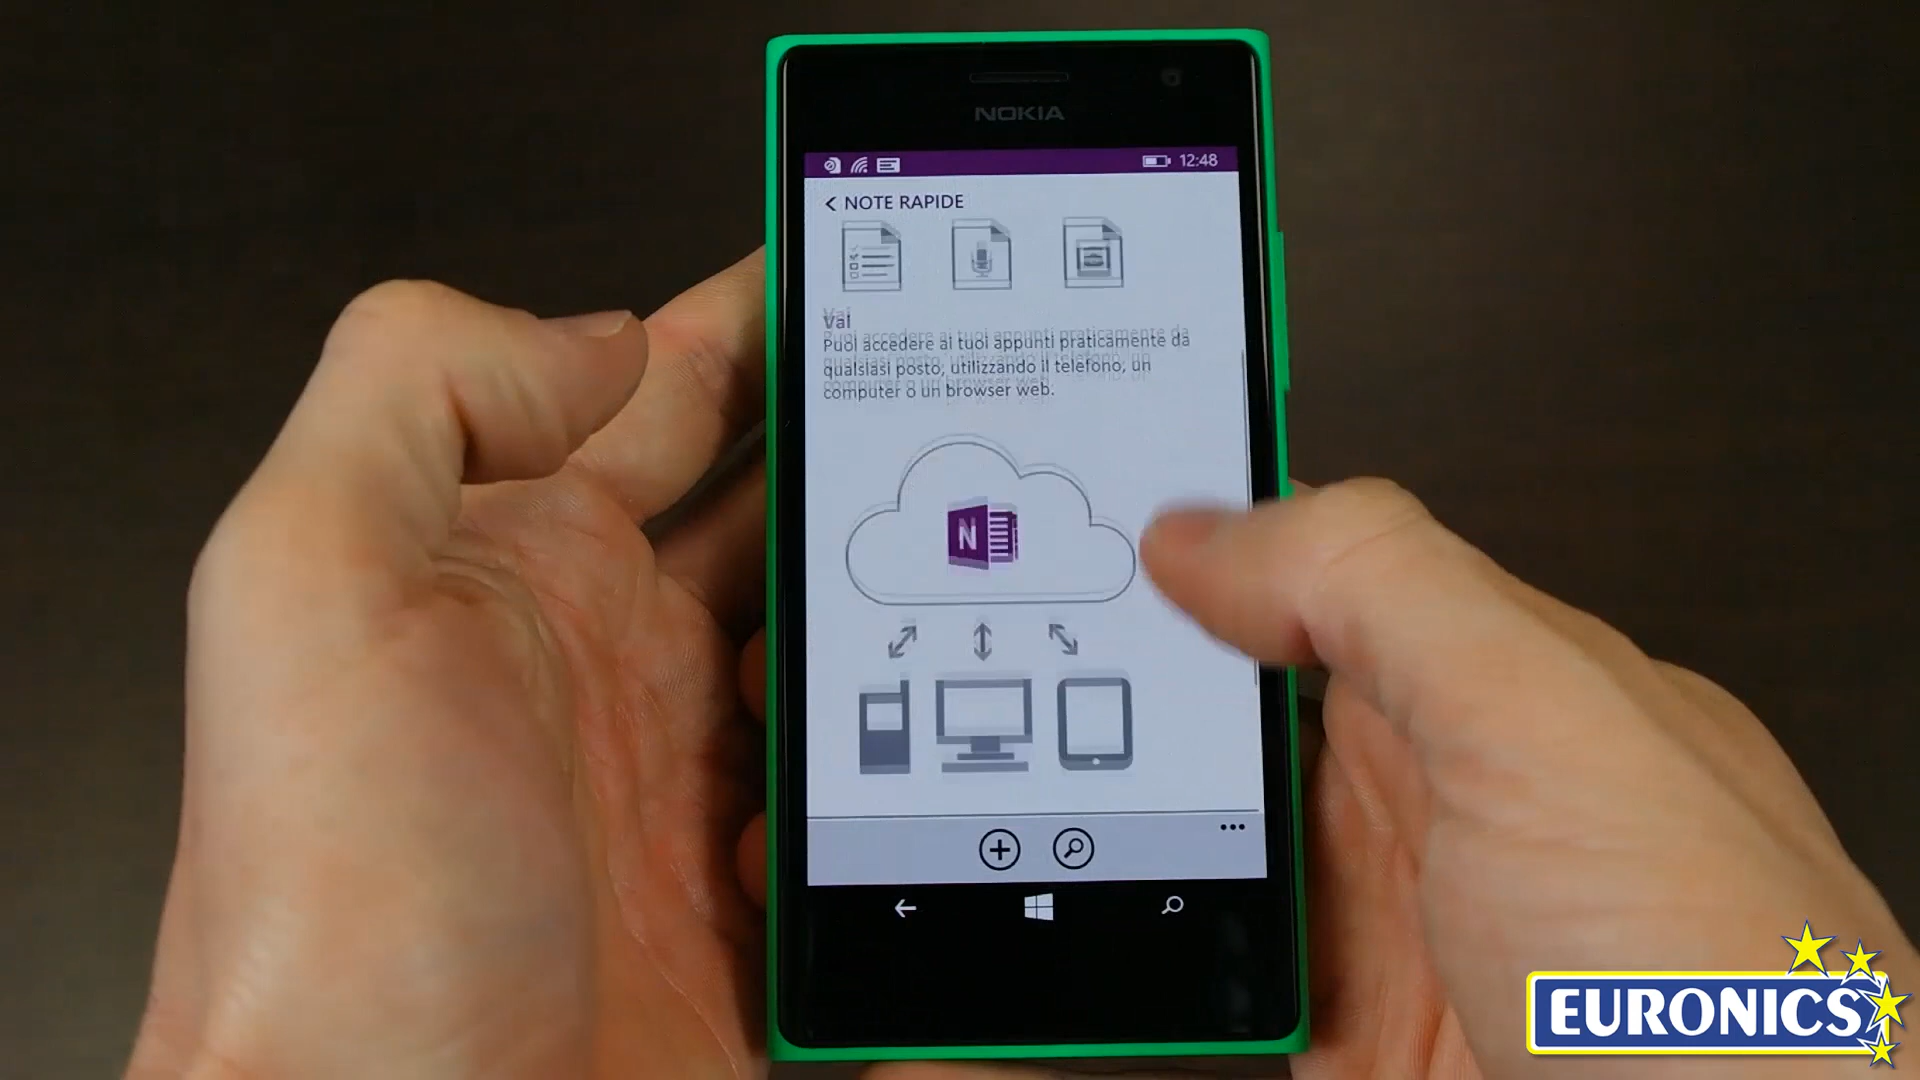 NOKIA
12:48
NOTE RAPIDE
Vai
Puoi accedere ai tuoi appunti praticamente da
qualsiasi posto, utilizzando il telefono, un
computer o un browser web.
N
EURONICS